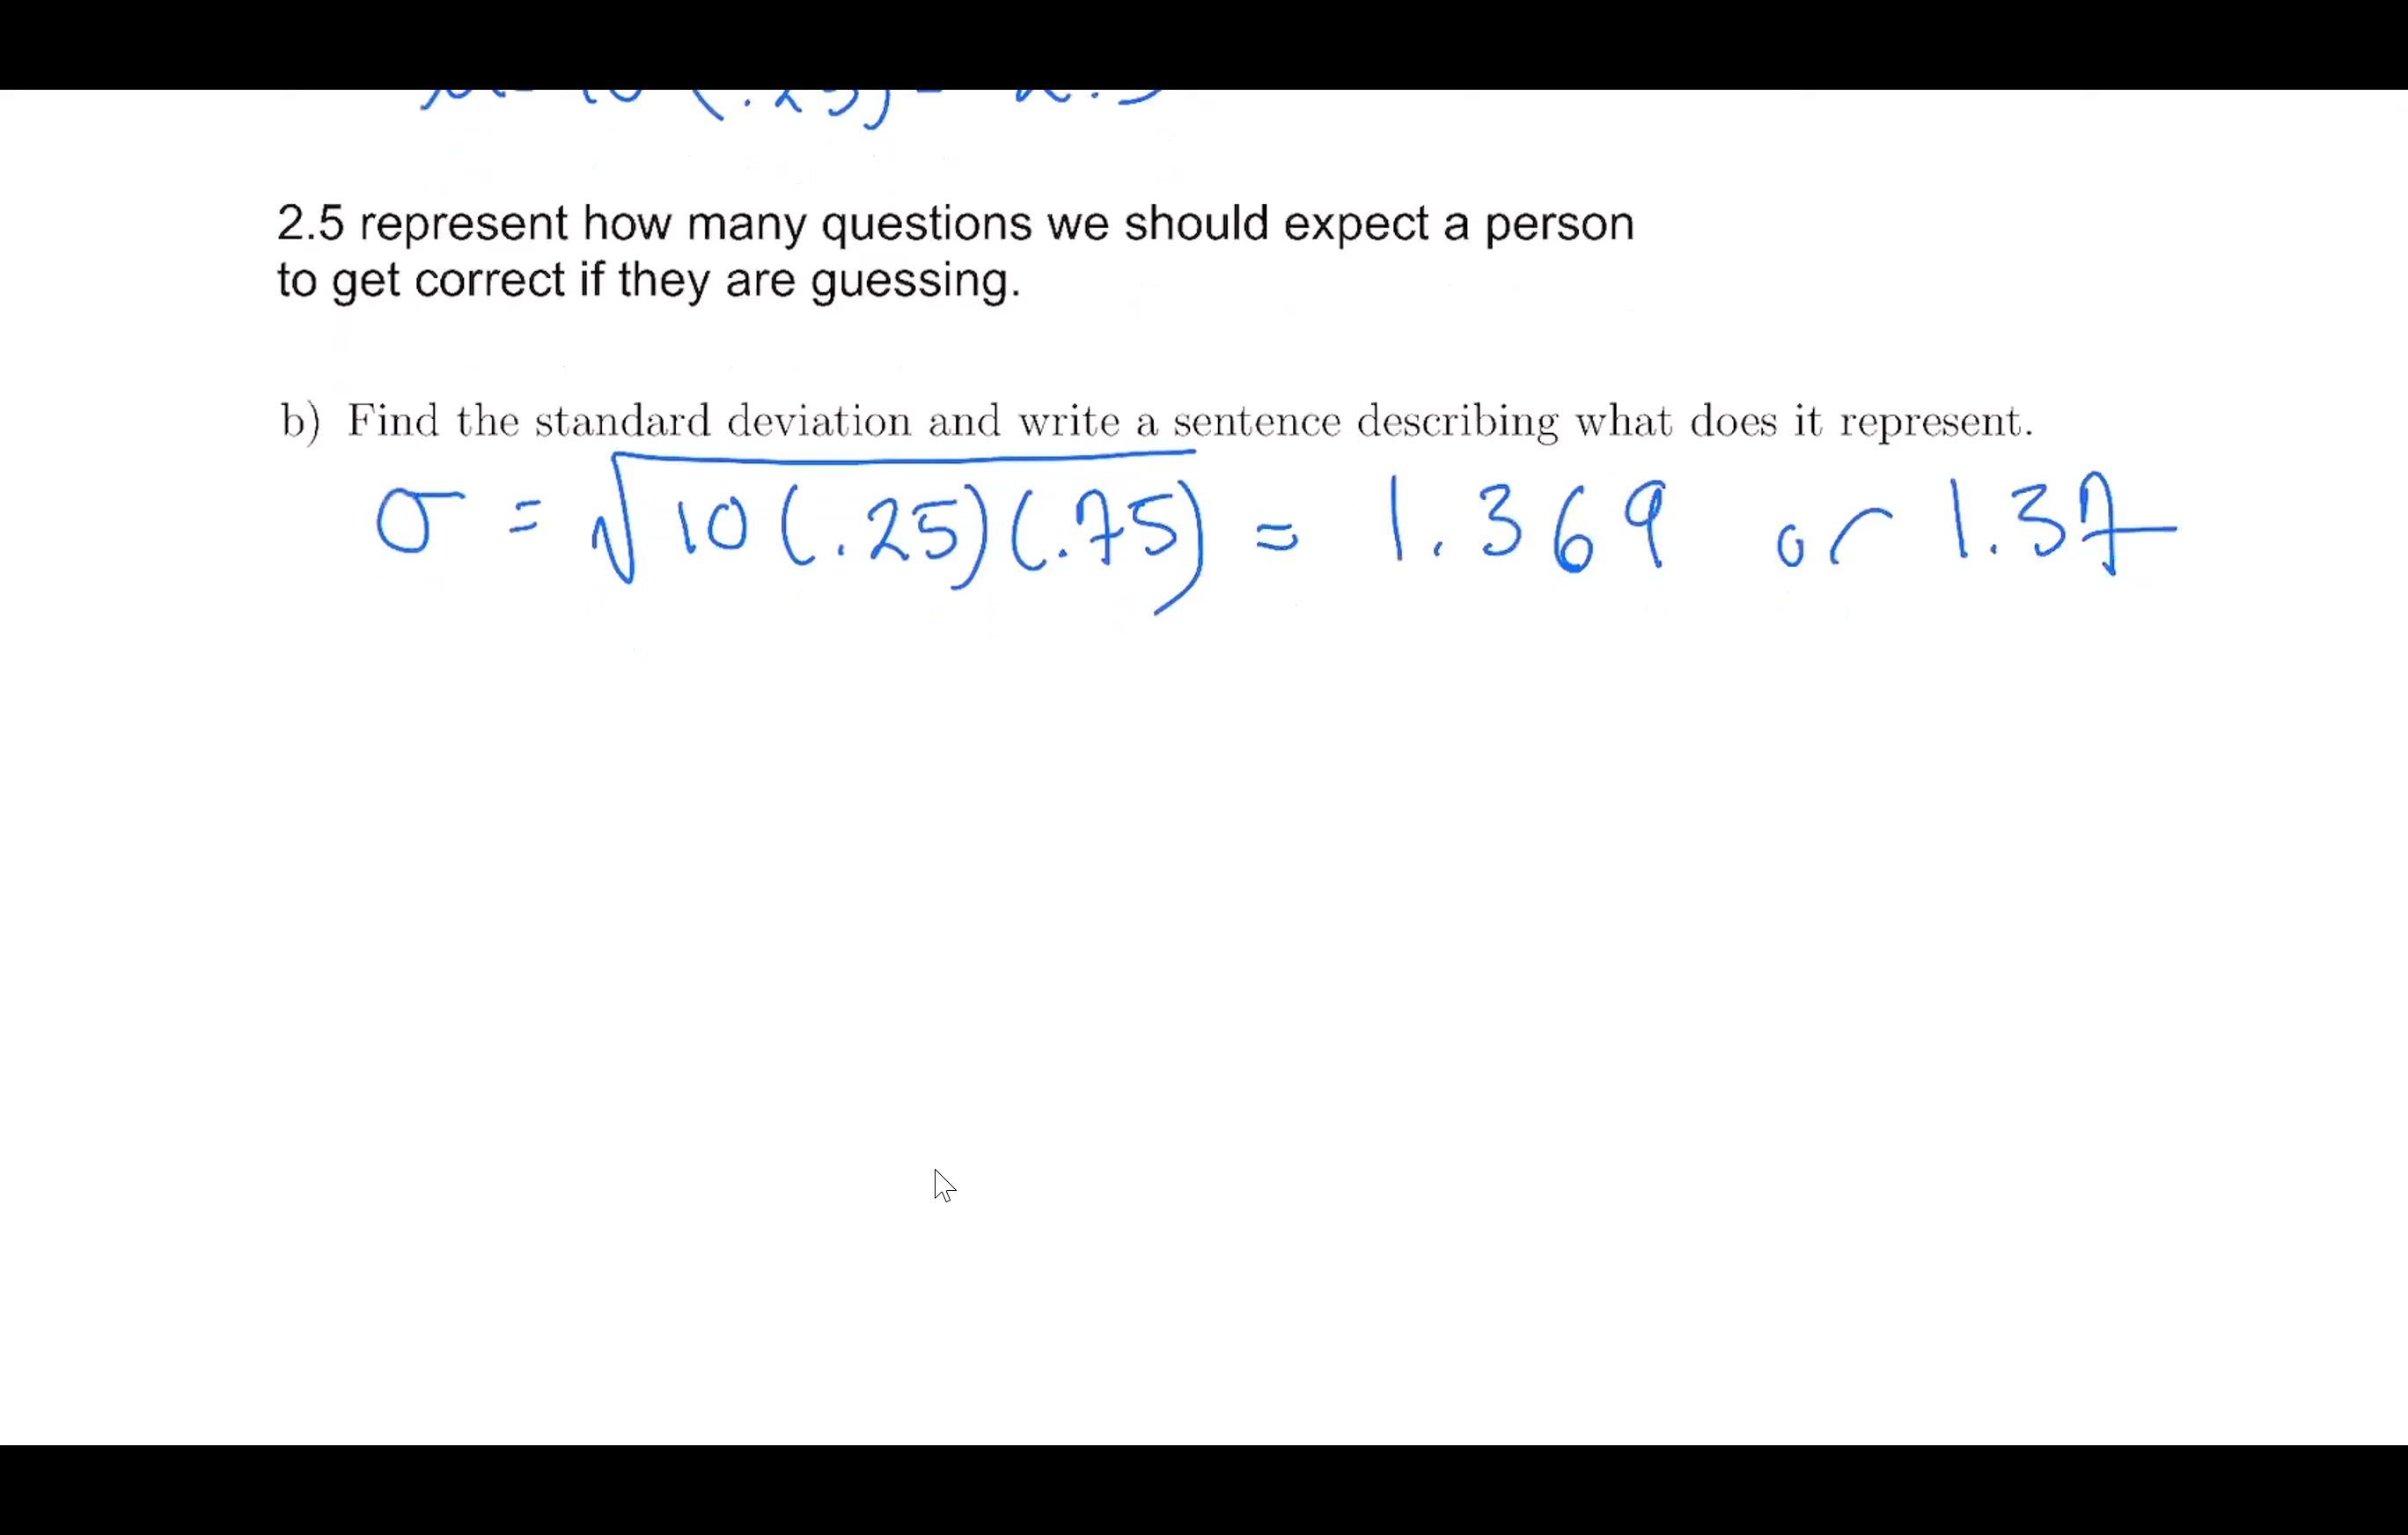 2.5 represent how many questions we should expect a person
to get correct if they are guessing.
b) Find the standard deviation and write a sentence describing what does it represent.
σ = √10(.25)(.75) = 1.369 or 1.37